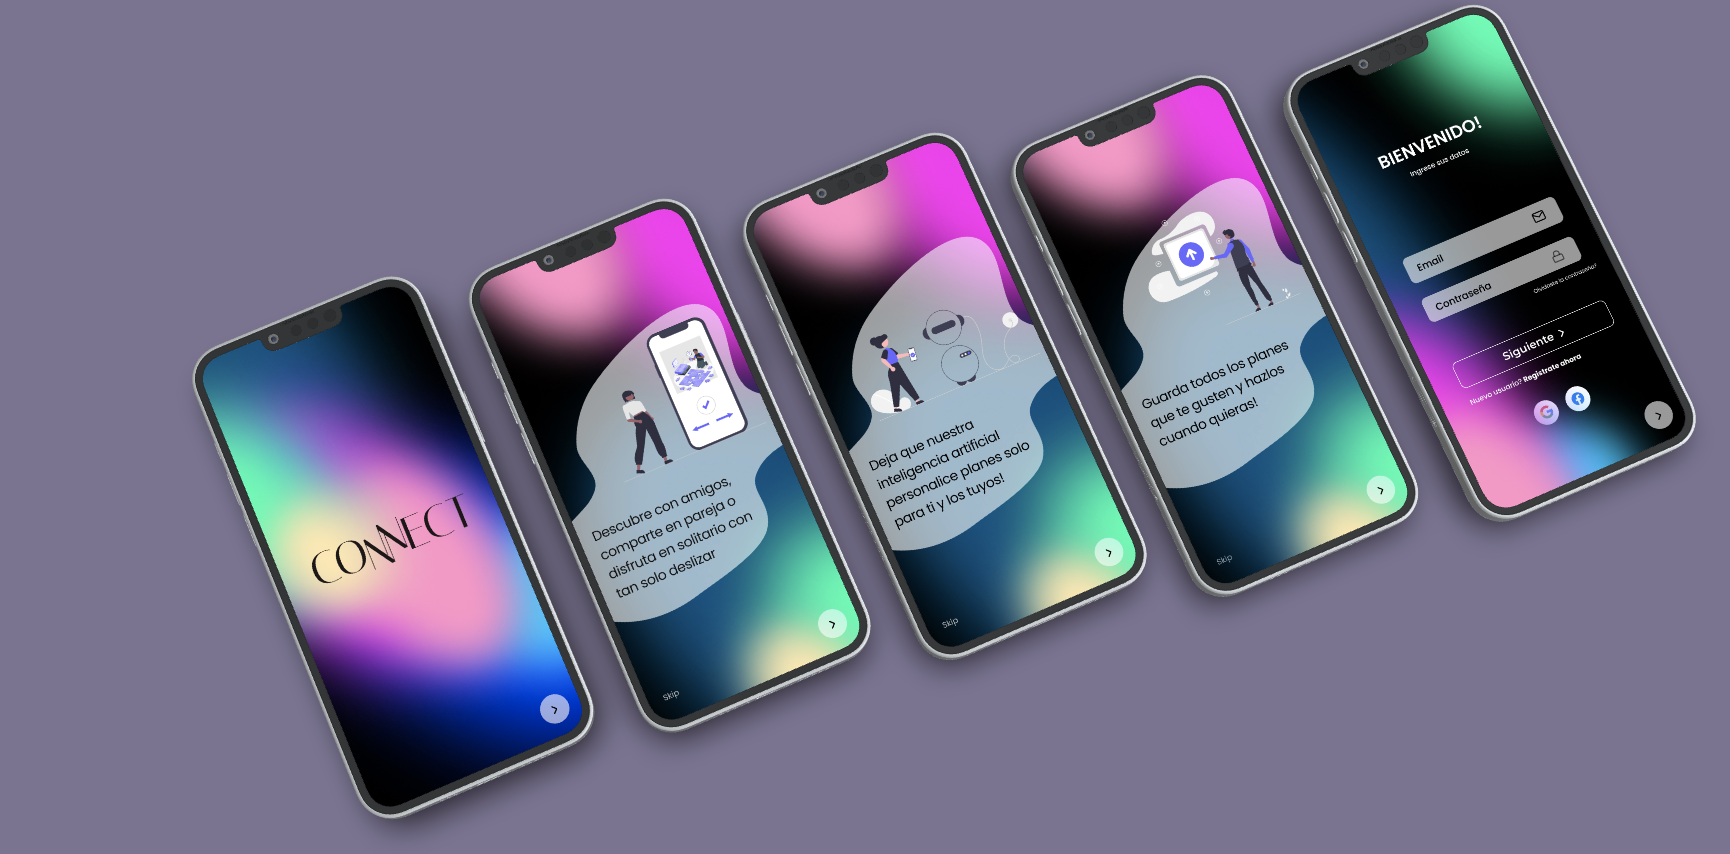 CONNECT
Descubre con amigos,
comparte en pareja o
disfruta en solitario con
tan solo deslizar
Skip
Deja que nuestra
inteligencia artificial
personalice planes solo
para ti y los tuyos!
Skip
Guarda todos los planes
que te gusten y hazlos
cuando quieras!
Skip
BIENVENIDO!
Ingrese sus datos
Email
Contraseña
Olvidaste la contraseña?
Siguiente >
Nuevo usuario? Registrate ahora